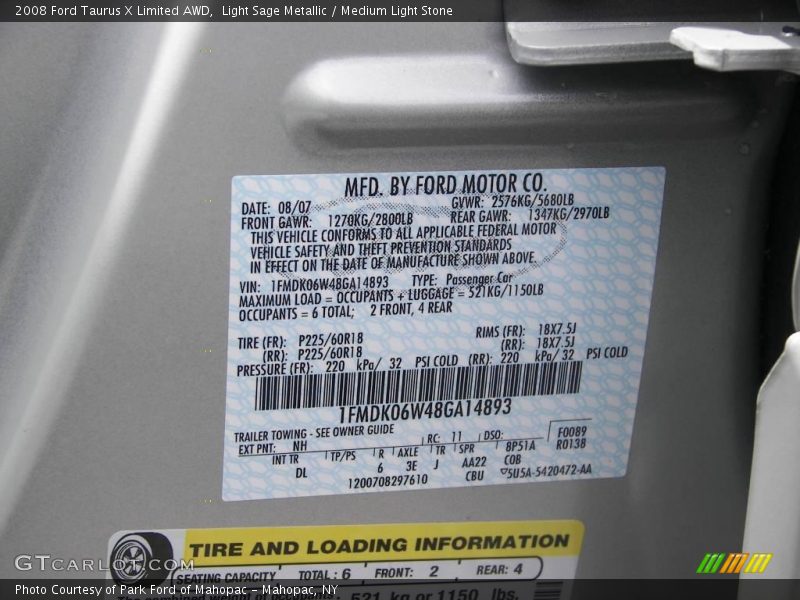 2008 Ford Taurus X Limited AWD,  Light Sage Metallic / Medium Light Stone
MFD. BY FORD MOTOR CO.
DATE: 08/07 GVWR: 2576KG/5680LB
FRONT GAWR: 1270KG/2800LB REAR GAWR: 1347KG/2970LB
THIS VEHICLE CONFORMS TO ALL APPLICABLE FEDERAL MOTOR
VEHICLE SAFETY AND THEFT PREVENTION STANDARDS
IN EFFECT ON THE DATE OF MANUFACTURE SHOWN ABOVE.
VIN: 1FMDK06W48GA14893 TYPE: Passenger Car
MAXIMUM LOAD = OCCUPANTS + LUGGAGE = 521KG/1150LB
OCCUPANTS = 6 TOTAL; 2 FRONT, 4 REAR
TIRE (FR): P225/60R18 RIMS (FR): 18X7.5J
(RR): P225/60R18 (RR): 18X7.5J
PRESSURE (FR): 220 kPa/ 32 PSI COLD (RR): 220 kPa/ 32 PSI COLD
1FMDK06W48GA14893
TRAILER TOWING - SEE OWNER GUIDE
EXT PNT: NH RC: 11 DSO: F0089
INT TR TP/PS R AXLE TR SPR 8P51A R0138
DL 6 3E J AA22 COB
1200708297610 CBU 5U5A-5420472-AA
TIRE AND LOADING INFORMATION
SEATING CAPACITY TOTAL: 6 FRONT: 2 REAR: 4
521 kg or 1150 lbs.
GTCarlot.com
Photo Courtesy of Park Ford of Mahopac – Mahopac, NY